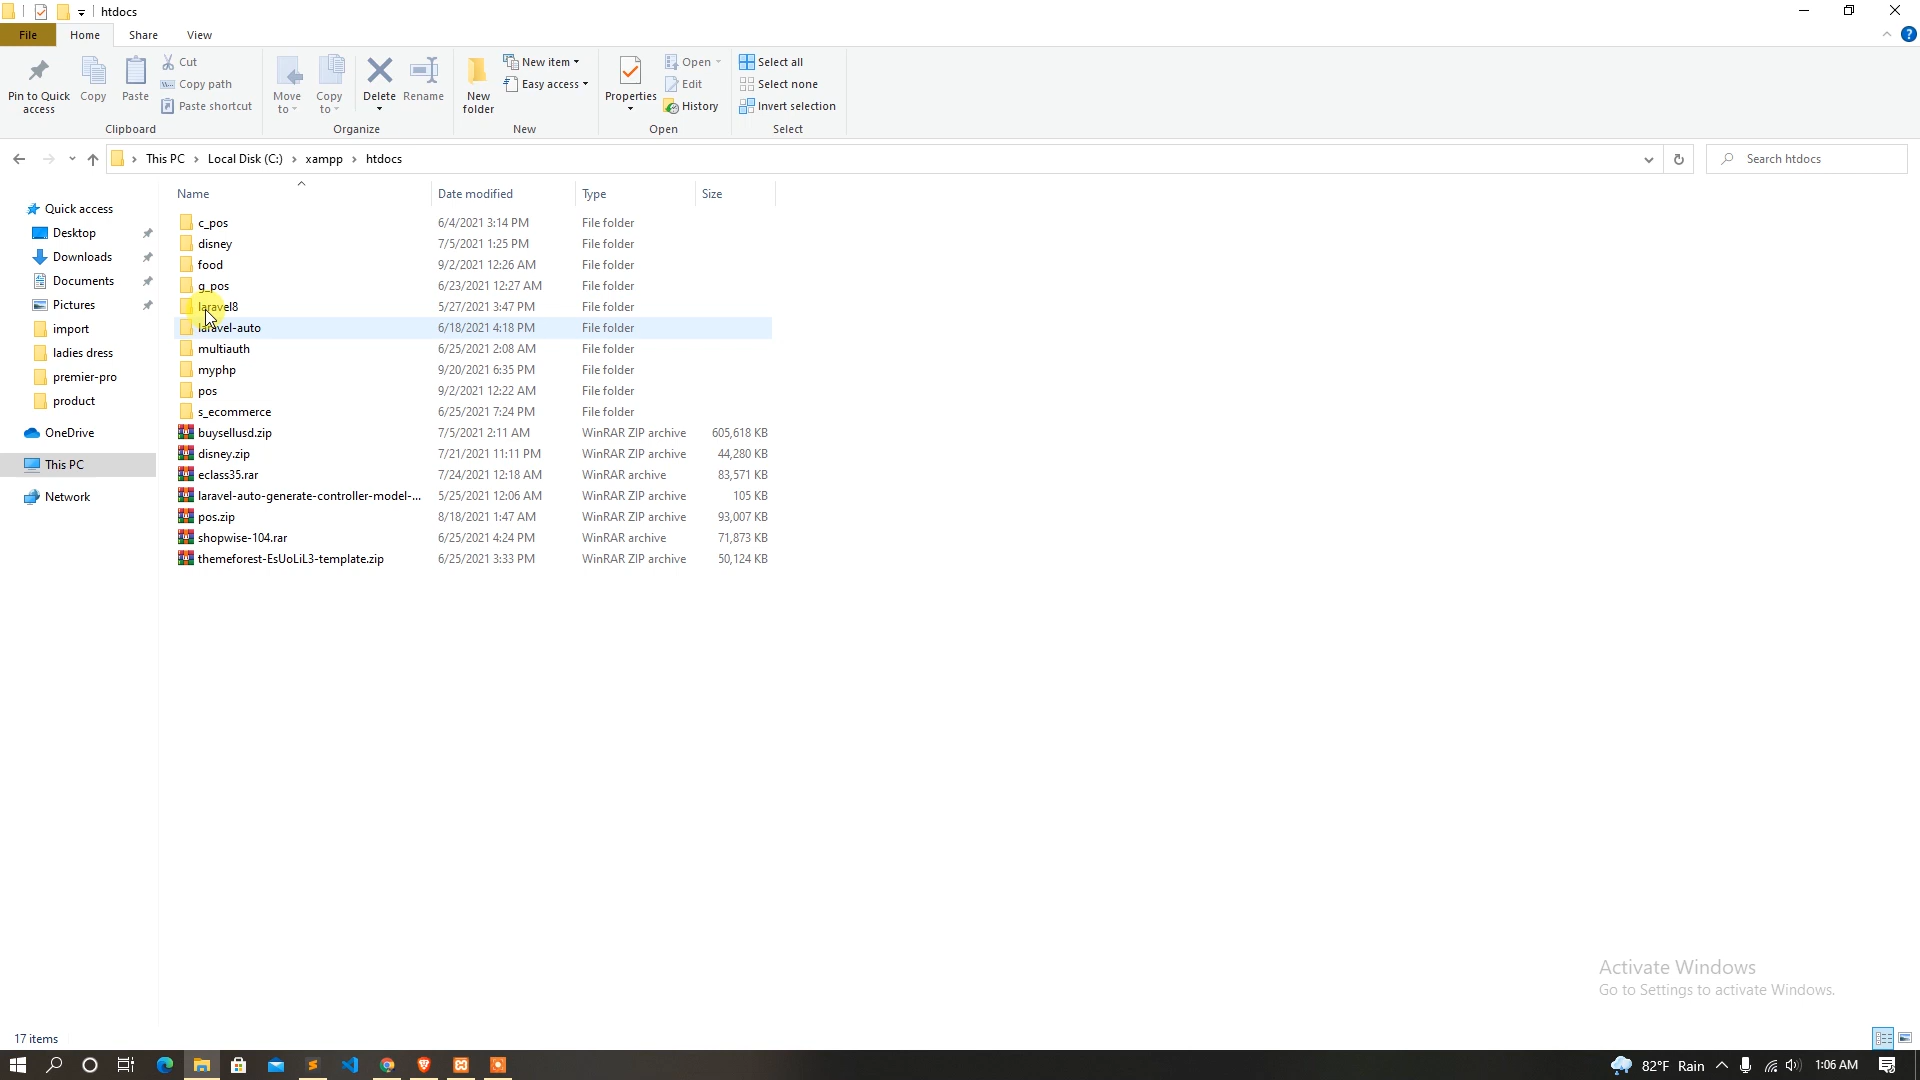 htdocs
File Home Share View
Pin to Quick access
Copy
Paste
Cut
Copy path
Paste shortcut
Clipboard
Move to
Copy to
Delete
Rename
Organize
New folder
New item
Easy access
New
Properties
Open
Edit
History
Open
Select all
Select none
Invert selection
Select
This PC > Local Disk (C:) > xampp > htdocs
Search htdocs
Quick access
Desktop
Downloads
Documents
Pictures
import
ladies dress
premier-pro
product
OneDrive
This PC
Network
Name Date modified Type Size
c_pos 6/4/2021 3:14 PM File folder
disney 7/5/2021 1:25 PM File folder
food 9/2/2021 12:26 AM File folder
g_pos 6/23/2021 12:27 AM File folder
laravel8 5/27/2021 3:47 PM File folder
laravel-auto 6/18/2021 4:18 PM File folder
multiauth 6/25/2021 2:08 AM File folder
myphp 9/20/2021 6:35 PM File folder
pos 9/2/2021 12:22 AM File folder
s_ecommerce 6/25/2021 7:24 PM File folder
buysellusd.zip 7/5/2021 2:11 AM WinRAR ZIP archive 605,618 KB
disney.zip 7/21/2021 11:11 PM WinRAR ZIP archive 44,280 KB
eclass35.rar 7/24/2021 12:18 AM WinRAR archive 83,571 KB
laravel-auto-generate-controller-model-... 5/25/2021 12:06 AM WinRAR ZIP archive 105 KB
pos.zip 8/18/2021 1:47 AM WinRAR ZIP archive 93,007 KB
shopwise-104.rar 6/25/2021 4:24 PM WinRAR archive 71,873 KB
themeforest-EsUoLiL3-template.zip 6/25/2021 3:33 PM WinRAR ZIP archive 50,124 KB
Activate Windows
Go to Settings to activate Windows.
17 items
82°F Rain
1:06 AM